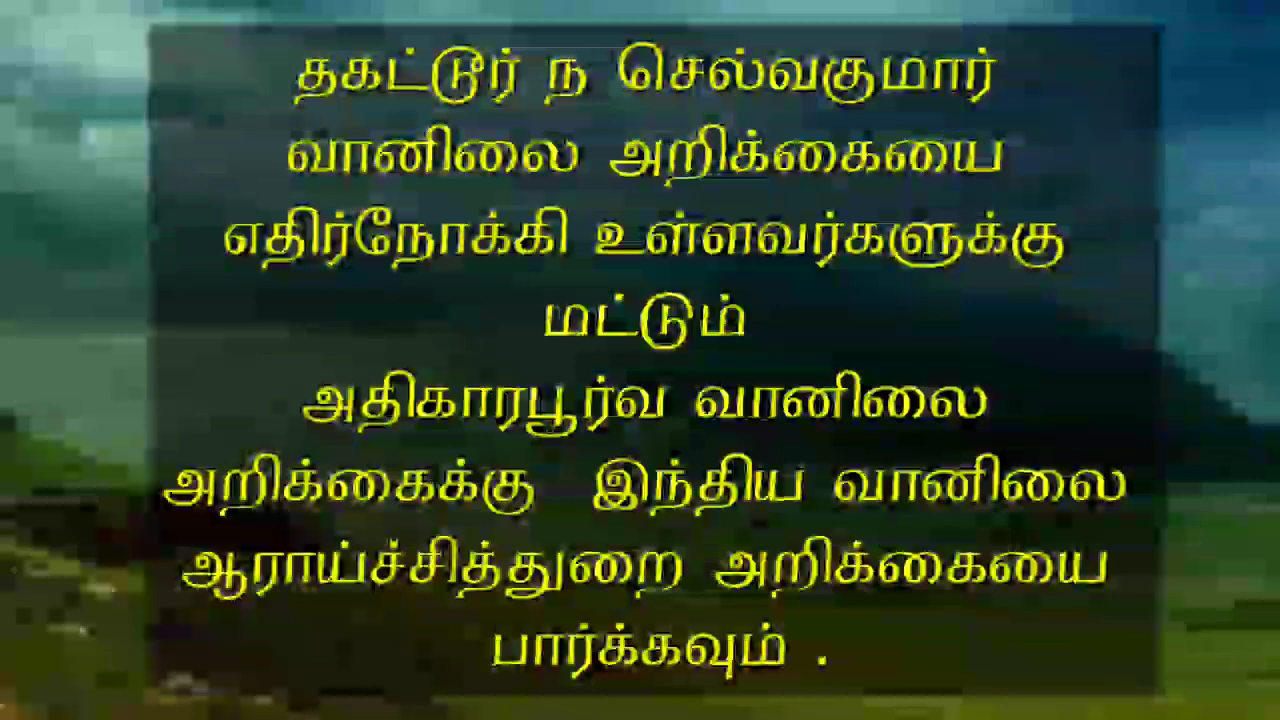 தகட்டூர் ந செல்வகுமார்
வானிலை அறிக்கையை
எதிர்நோக்கி உள்ளவர்களுக்கு
மட்டும்
அதிகாரபூர்வ வானிலை
அறிக்கைக்கு இந்திய வானிலை
ஆராய்ச்சித்துறை அறிக்கையை
பார்க்கவும் .